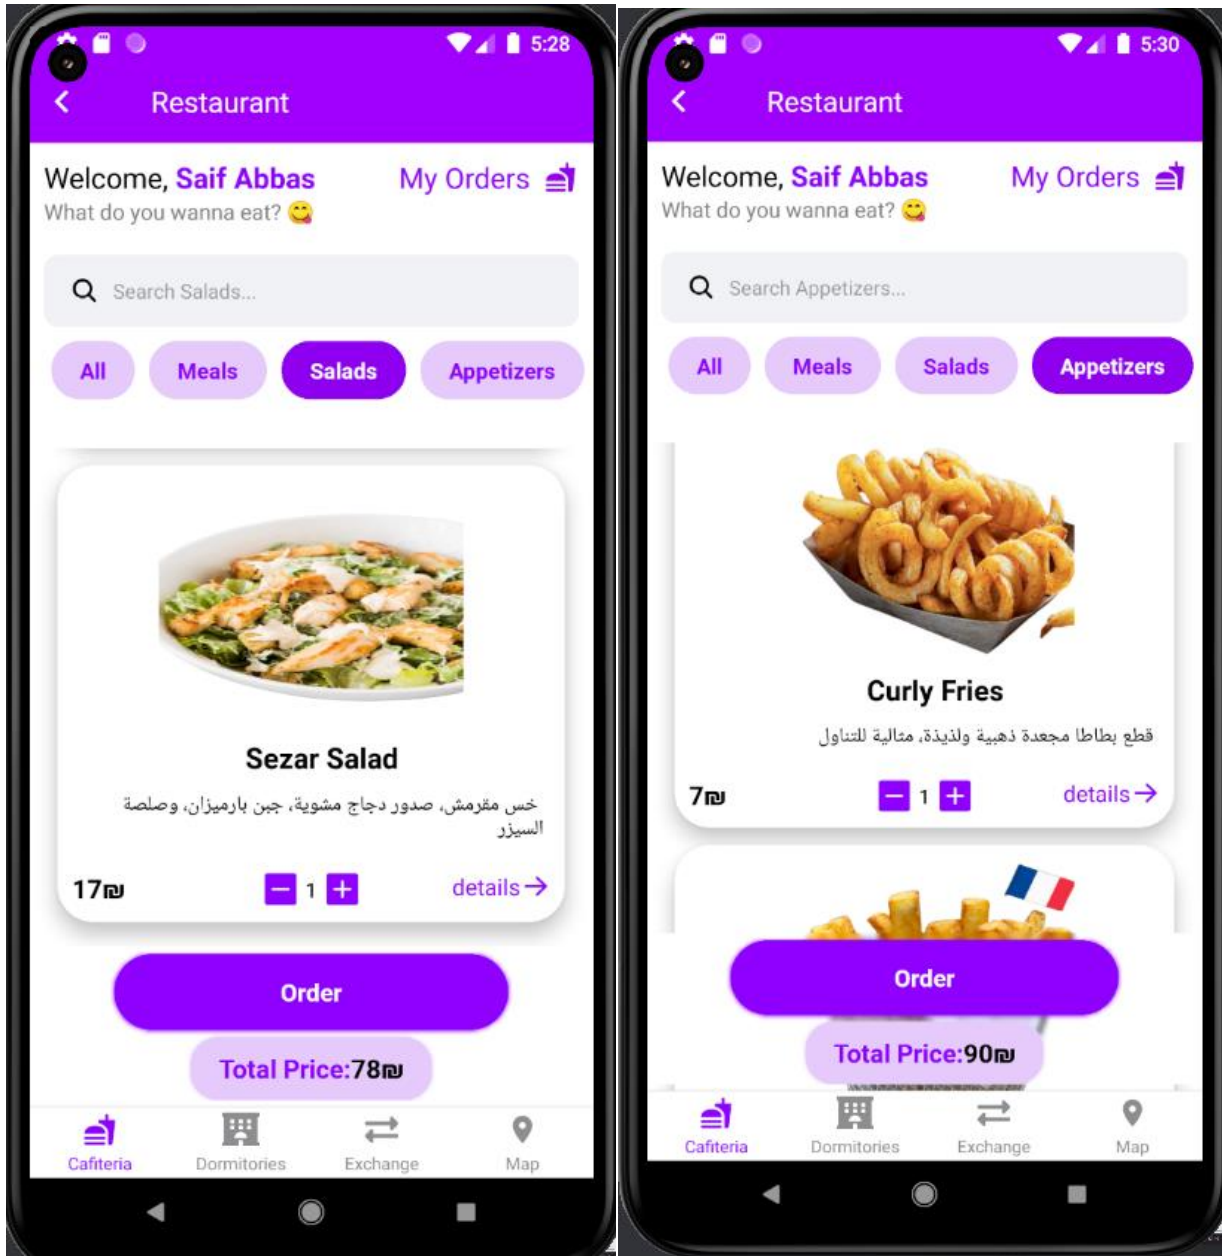 5:28
Restaurant
Welcome, Saif Abbas
My Orders
What do you wanna eat? 😋
Search Salads...
All
Meals
Salads
Appetizers
Sezar Salad
خس مقرمش، صدور دجاج مشوية، جبن بارميزان، وصلصة
السيزر
17₪
1
details
Order
Total Price:78₪
Cafiteria
Dormitories
Exchange
Map
5:30
Restaurant
Welcome, Saif Abbas
My Orders
What do you wanna eat? 😋
Search Appetizers...
All
Meals
Salads
Appetizers
Curly Fries
قطع بطاطا مجعدة ذهبية ولذيذة، مثالية للتناول
7₪
1
details
Order
Total Price:90₪
Cafiteria
Dormitories
Exchange
Map